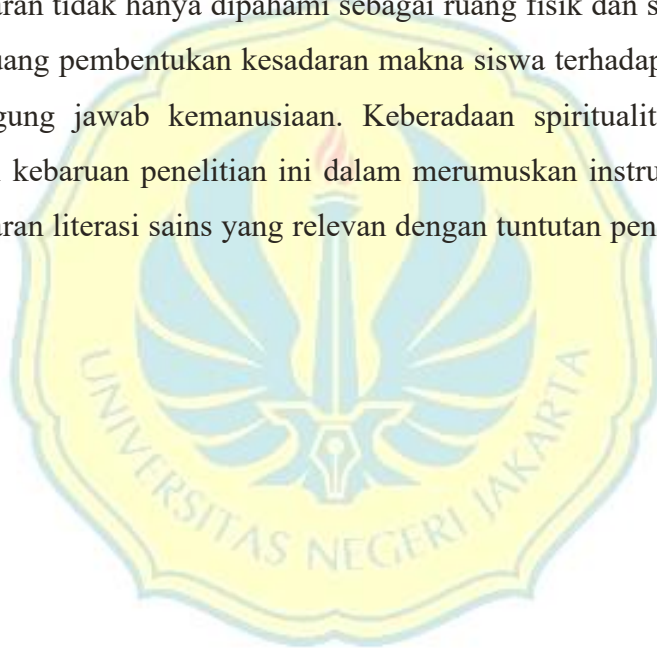 aran tidak hanya dipahami sebagai ruang fisik dan s
uang pembentukan kesadaran makna siswa terhadap
gung jawab kemanusiaan. Keberadaan spiritualit
kebaruan penelitian ini dalam merumuskan instru
aran literasi sains yang relevan dengan tuntutan pen
UNIVERSITAS NEGERI JAKARTA